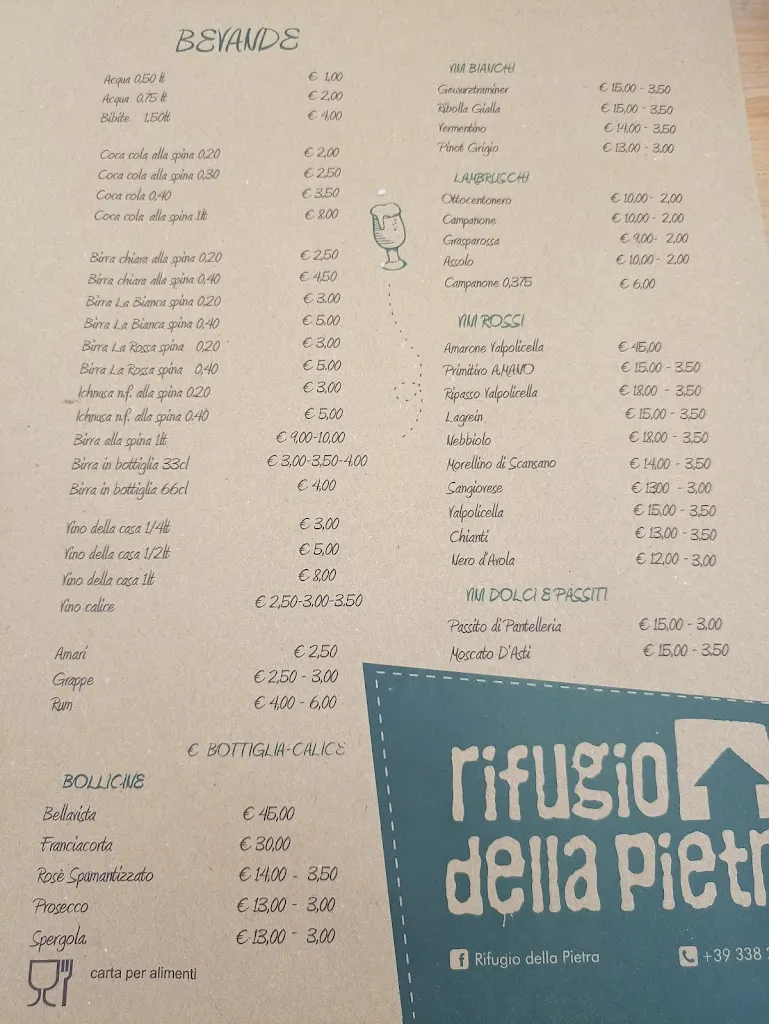 BEVANDE
Acqua 0,50 lt € 1,00
Acqua 0,75 lt € 2,00
Bibite 1,50lt € 4,00
Coca cola alla spina 0,20 € 2,00
Coca cola alla spina 0,30 € 2,50
Coca cola 0,40 € 3,50
Coca cola alla spina 1lt € 8.00
Birra chiara alla spina 0,20 € 2,50
Birra chiara alla spina 0,40 € 4,50
Birra La Bianca spina 0,20 € 3.00
Birra La Bianca spina 0,40 € 5.00
Birra La Rossa spina 0,20 € 3.00
Birra La Rossa spina 0,40 € 5.00
Ichnusa n.f. alla spina 0.20 € 3,00
Ichnusa n.f. alla spina 0.40 € 5,00
Birra alla spina 1lt € 9,00-10,00
Birra in bottiglia 33cl € 3,00-3,50-4.00
Birra in bottiglia 66cl € 4,00
Vino della casa 1/4lt € 3,00
Vino della casa 1/2lt € 5,00
Vino della casa 1lt € 8,00
Vino calice € 2,50-3.00-3.50
Amari € 2,50
Grappe € 2,50 - 3,00
Rum € 4,00 - 6,00
€ BOTTIGLIA-CALICE
BOLLICINE
Bellavista € 45,00
Franciacorta € 30,00
Rosè Spumantizzato € 14,00 - 3,50
Prosecco € 13,00 - 3,00
Spergola € 13,00 - 3,00
carta per alimenti
VINI BIANCHI
Gewurztraminer € 15,00 - 3,50
Ribolla Gialla € 15,00 - 3,50
Vermentino € 14,00 - 3,50
Pinot Grigio € 13,00 - 3,00
LAMBRUSCHI
Ottocentonero € 10,00 - 2,00
Campanone € 10,00 - 2,00
Grasparossa € 9,00- 2,00
Assolo € 10,00 - 2,00
Campanone 0,375 € 6,00
VINI ROSSI
Amarone Valpolicella € 45,00
Primitivo A.MANO € 15.00 - 3.50
Ripasso Valpolicella € 18,00 - 3,50
Lagrein € 15,00 - 3,50
Nebbiolo € 18,00 - 3,50
Morellino di Scansano € 14,00 - 3,50
Sangiovese € 13.00 - 3,00
Valpolicella € 15,00 - 3,50
Chianti € 13,00 - 3,50
Nero d'Avola € 12,00 - 3,00
VINI DOLCI E PASSITI
Passito di Pantelleria € 15,00 - 3.00
Moscato D'Asti € 15,00 - 3.50
rifugio
della piet
Rifugio della Pietra
+39 338